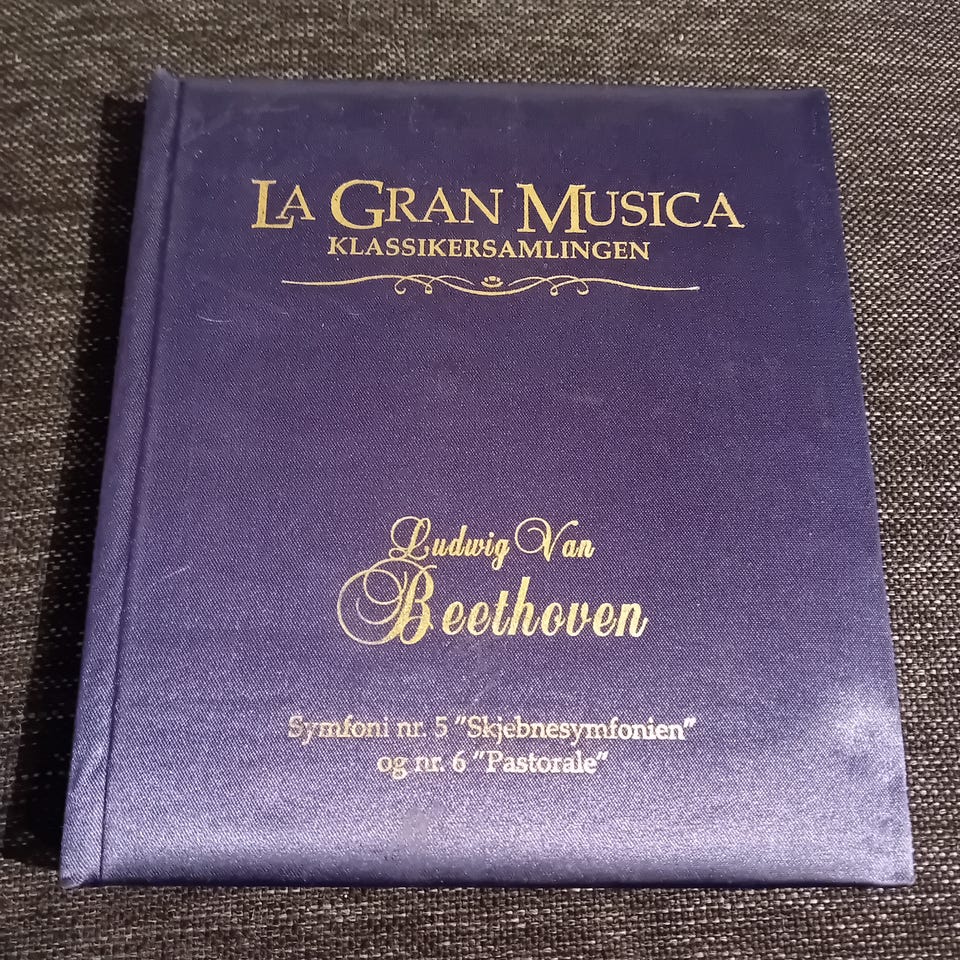 LA GRAN MUSICA
KLASSIKERSAMLINGEN
Ludwig Van
Beethoven
Symfoni nr. 5 "Skjebnesymfonien"
og nr. 6 "Pastorale"